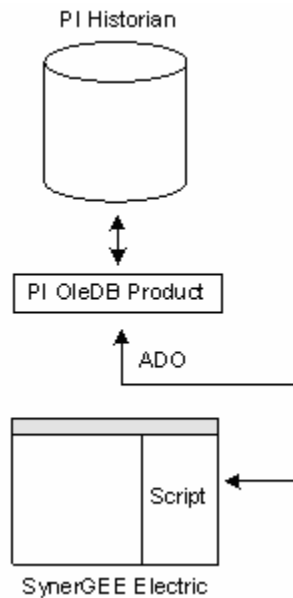 PI Historian
PI OleDB Product
ADO
Script
SynerGEE Electric